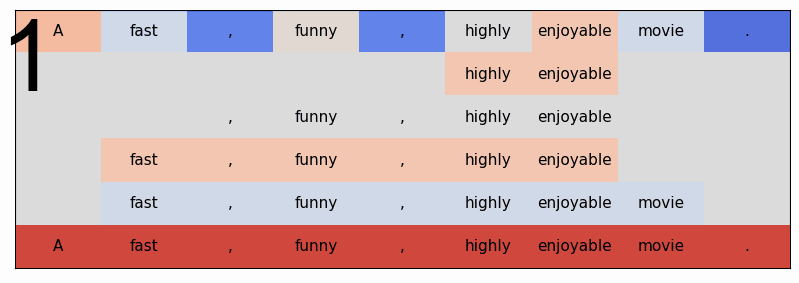 1
A fast , funny , highly enjoyable movie .
highly enjoyable
, funny , highly enjoyable
fast , funny , highly enjoyable
fast , funny , highly enjoyable movie
A fast , funny , highly enjoyable movie .